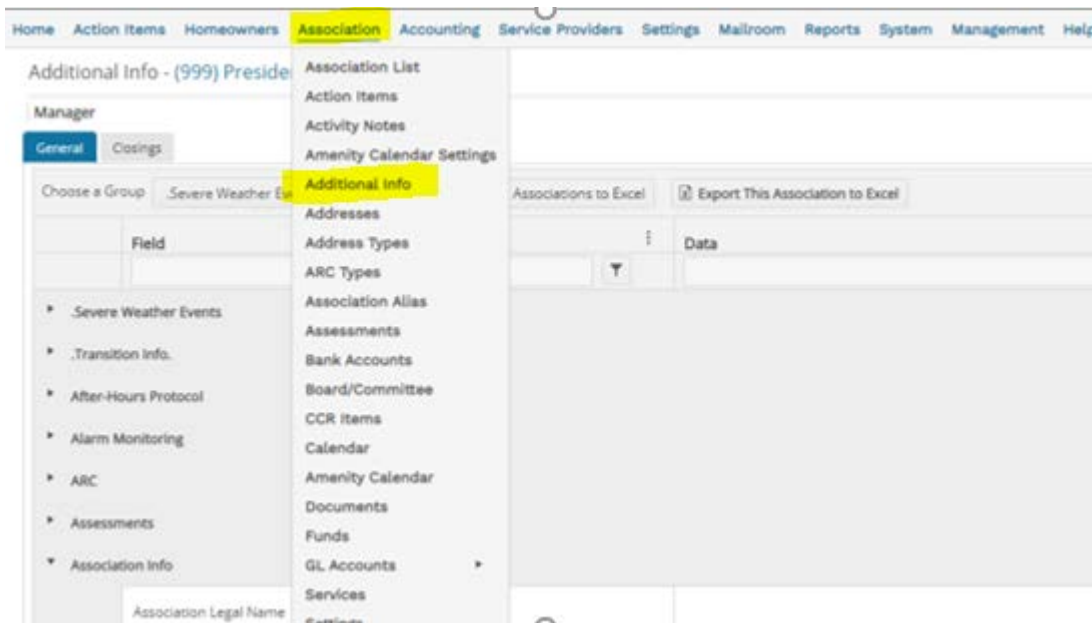 Home Action Items Homeowners Association Accounting Service Providers Settings Mailroom Reports System Management Help
Additional Info - (999) Preside
Manager
General Closings
Choose a Group .Severe Weather Associations to Excel Export This Association to Excel
Field Data
.Severe Weather Events
.Transition Info.
After-Hours Protocol
Alarm Monitoring
ARC
Assessments
Association Info
Association Legal Name
Association List
Action Items
Activity Notes
Amenity Calendar Settings
Additional Info
Addresses
Address Types
ARC Types
Association Alias
Assessments
Bank Accounts
Board/Committee
CCR Items
Calendar
Amenity Calendar
Documents
Funds
GL Accounts
Services
Settings